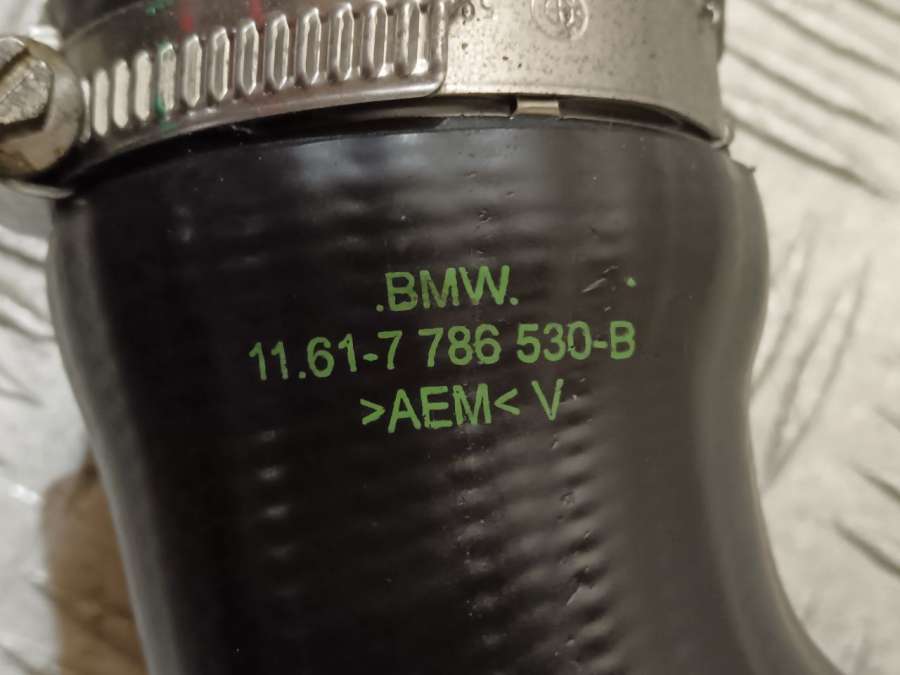 .BMW.
11.61-7 786 530-B
>AEM< V